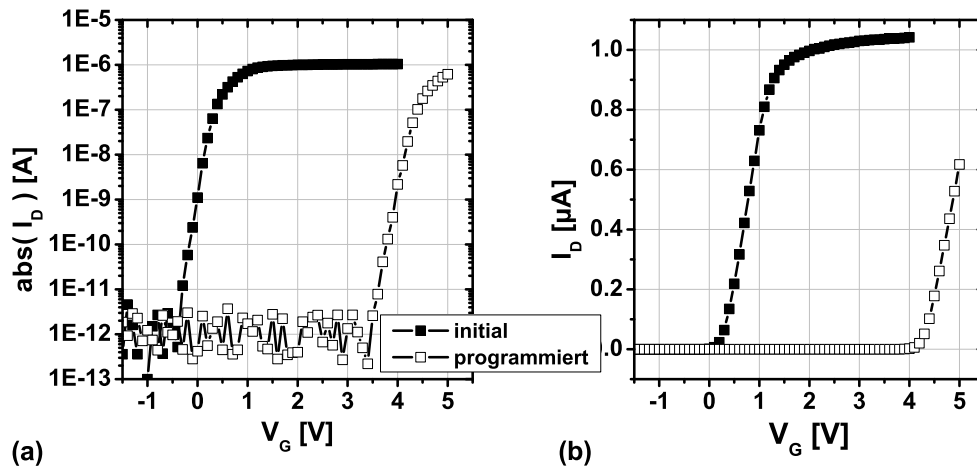 1E-5
1E-6
1E-7
1E-8
1E-9
1E-10
1E-11
1E-12
1E-13
abs( I_D ) [A]
-1 0 1 2 3 4 5
V_G [V]
(a)
initial
programmiert
1.0
0.8
0.6
0.4
0.2
.0
I_D [µA]
-1 0 1 2 3 4 5
V_G [V]
(b)